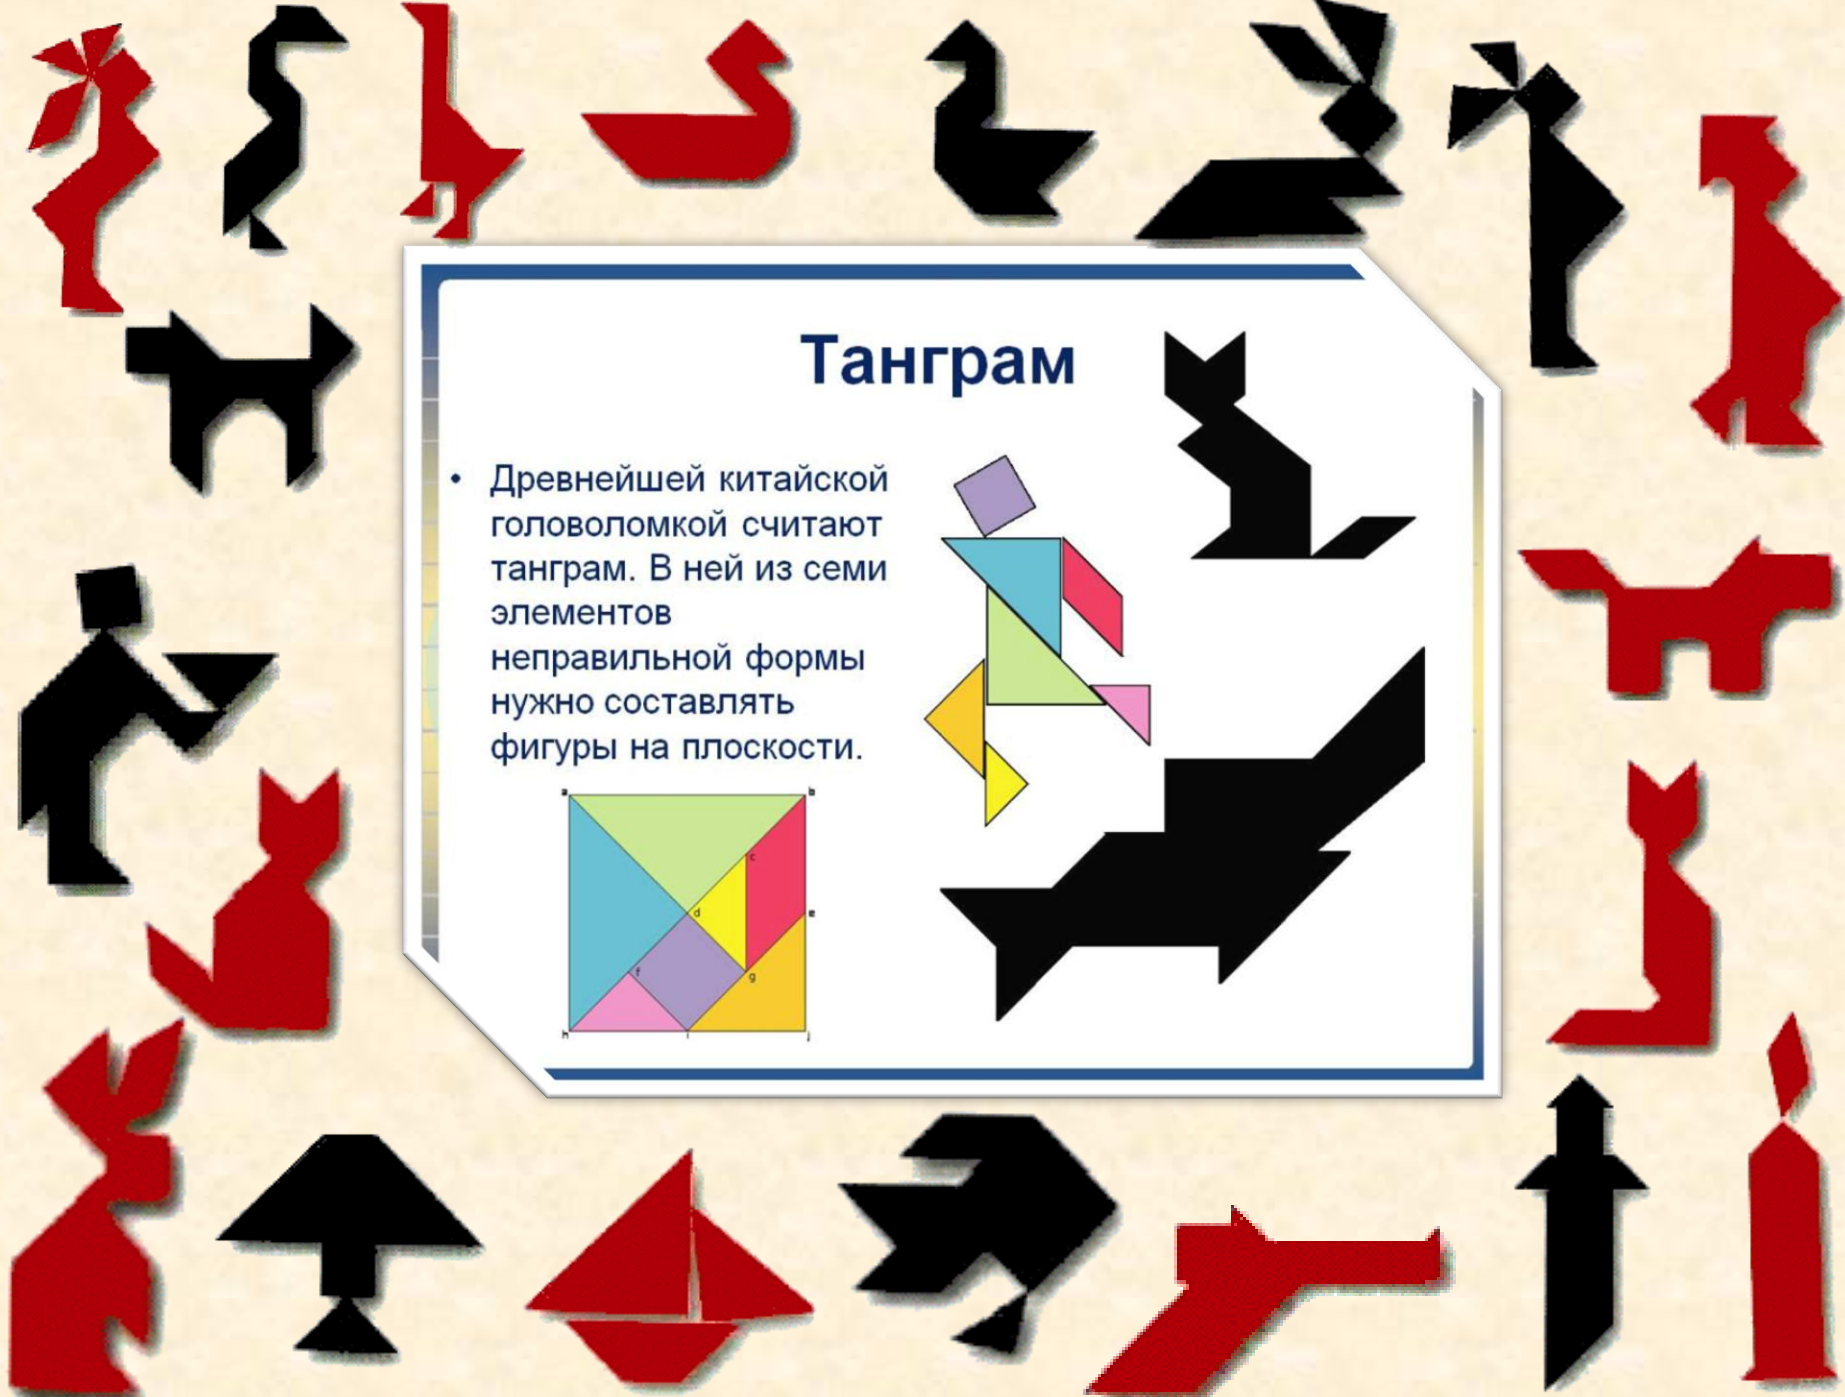 Танграм
• Древнейшей китайской
головоломкой считают
танграм. В ней из семи
элементов
неправильной формы
нужно составлять
фигуры на плоскости.
a b
c
d e
f g
h i j